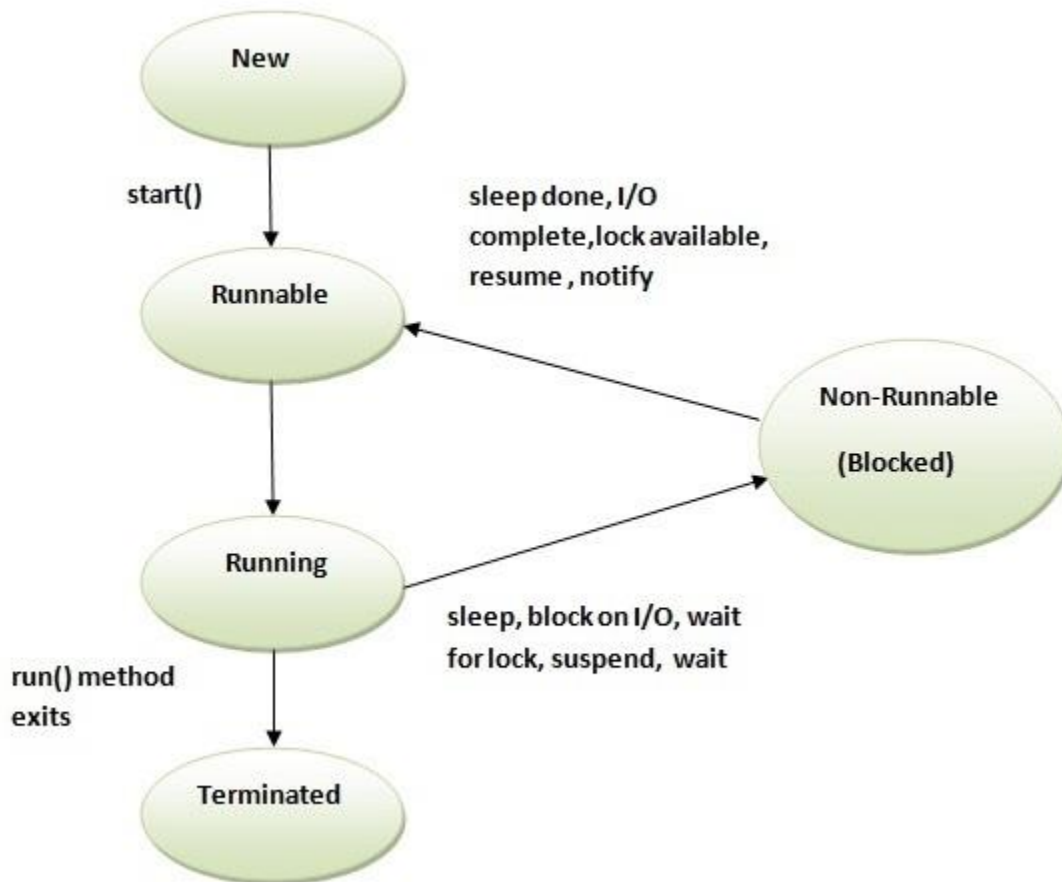 New
start()
sleep done, I/O
complete,lock available,
resume , notify
Runnable
Non-Runnable
(Blocked)
Running
sleep, block on I/O, wait
for lock, suspend, wait
run() method
exits
Terminated